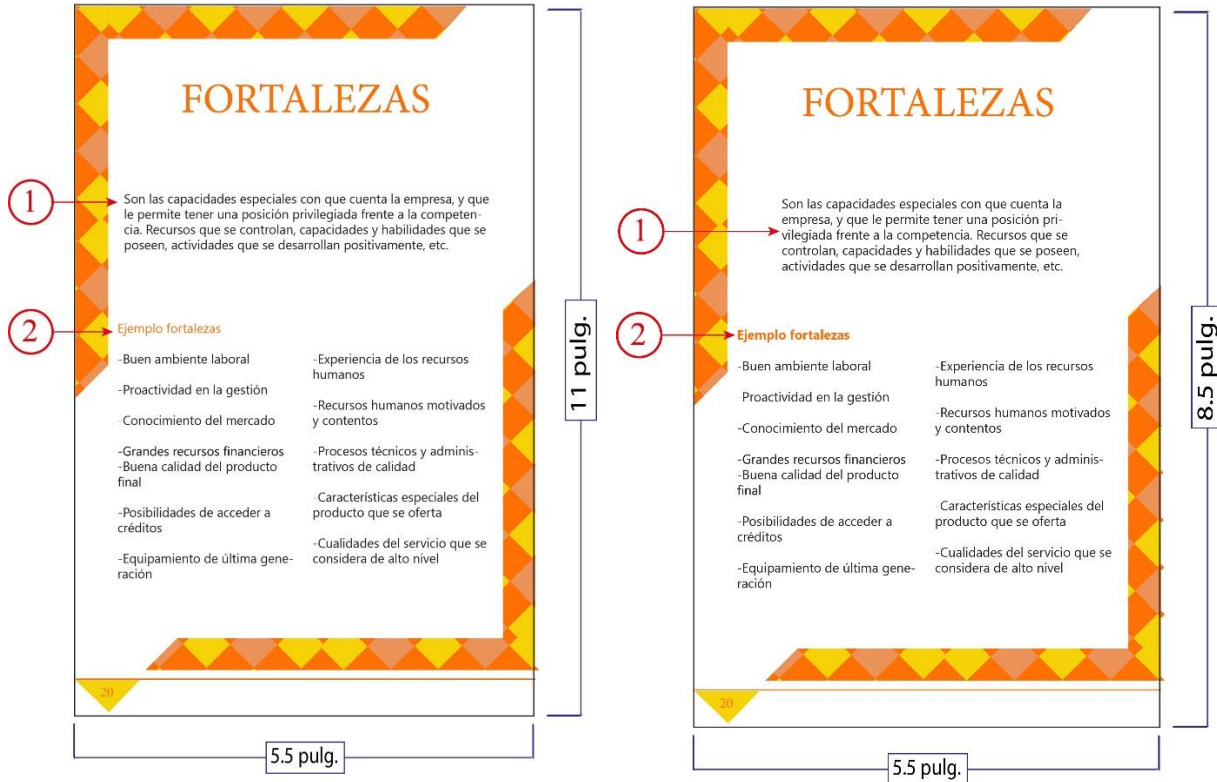 FORTALEZAS
1
Son las capacidades especiales con que cuenta la empresa, y que
le permite tener una posición privilegiada frente a la competen-
cia. Recursos que se controlan, capacidades y habilidades que se
poseen, actividades que se desarrollan positivamente, etc.
2
Ejemplo fortalezas
-Buen ambiente laboral
-Proactividad en la gestión
-Conocimiento del mercado
-Grandes recursos financieros
-Buena calidad del producto
final
-Posibilidades de acceder a
créditos
-Equipamiento de última gene-
ración
-Experiencia de los recursos
humanos
-Recursos humanos motivados
y contentos
-Procesos técnicos y adminis-
trativos de calidad
-Características especiales del
producto que se oferta
-Cualidades del servicio que se
considera de alto nivel
20
11 pulg.
5.5 pulg.
FORTALEZAS
1
Son las capacidades especiales con que cuenta la
empresa, y que le permite tener una posición pri-
vilegiada frente a la competencia. Recursos que se
controlan, capacidades y habilidades que se poseen,
actividades que se desarrollan positivamente, etc.
2
Ejemplo fortalezas
-Buen ambiente laboral
-Proactividad en la gestión
-Conocimiento del mercado
-Grandes recursos financieros
-Buena calidad del producto
final
-Posibilidades de acceder a
créditos
-Equipamiento de última gene-
ración
-Experiencia de los recursos
humanos
-Recursos humanos motivados
y contentos
-Procesos técnicos y adminis-
trativos de calidad
-Características especiales del
producto que se oferta
-Cualidades del servicio que se
considera de alto nivel
20
8.5 pulg.
5.5 pulg.